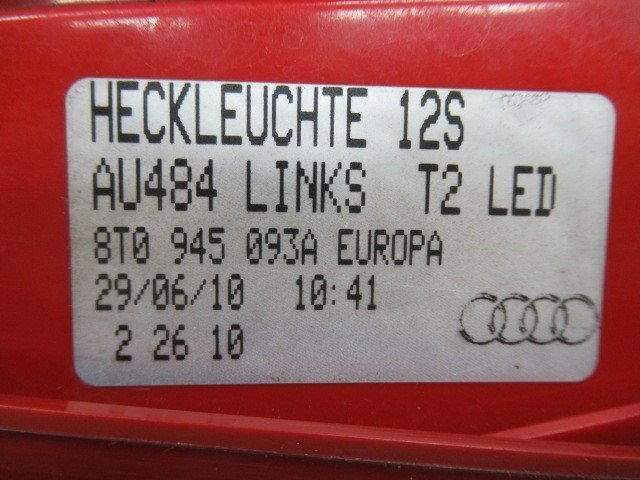 HECKLEUCHTE 12S
AU484 LINKS T2 LED
8T0 945 093A EUROPA
29/06/10 10:41
2 26 10